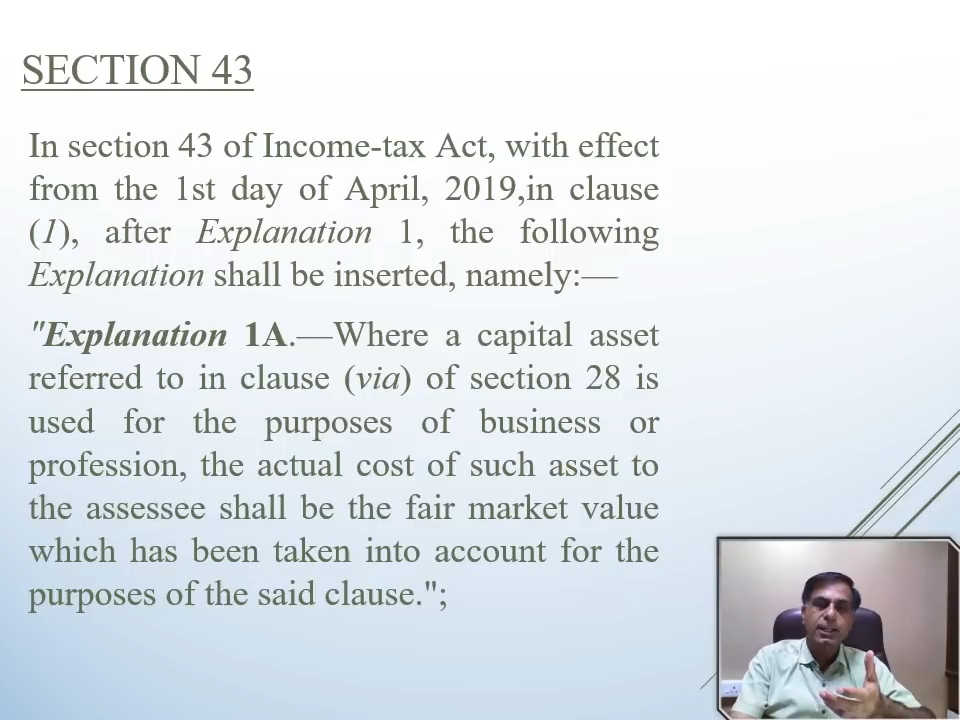 SECTION 43
In section 43 of Income-tax Act, with effect
from the 1st day of April, 2019,in clause
(1), after Explanation 1, the following
Explanation shall be inserted, namely:—
"Explanation 1A.—Where a capital asset
referred to in clause (via) of section 28 is
used for the purposes of business or
profession, the actual cost of such asset to
the assessee shall be the fair market value
which has been taken into account for the
purposes of the said clause.";